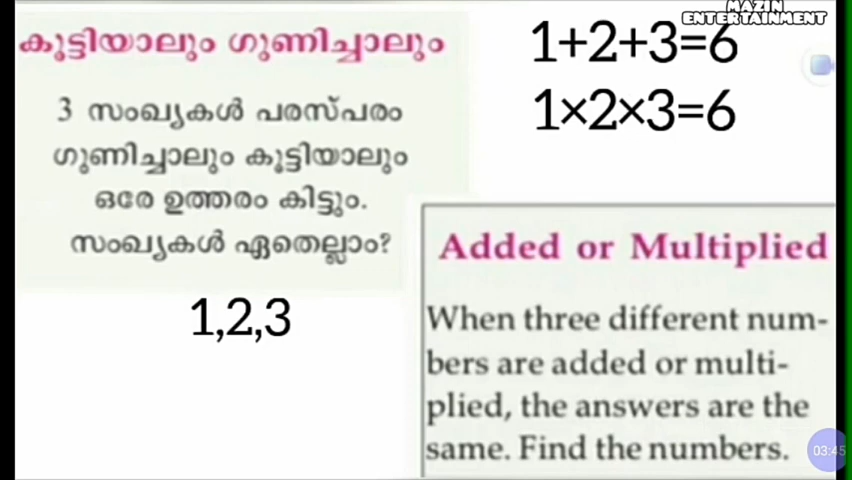 MAZIN
ENTERTAINMENT
കൂട്ടിയാലും ഗുണിച്ചാലും
3 സംഖ്യകൾ പരസ്പരം
ഗുണിച്ചാലും കൂട്ടിയാലും
ഒരേ ഉത്തരം കിട്ടും.
സംഖ്യകൾ ഏതെല്ലാം?
1,2,3
1+2+3=6
1×2×3=6
Added or Multiplied
When three different num-
bers are added or multi-
plied, the answers are the
same. Find the numbers.
03:45